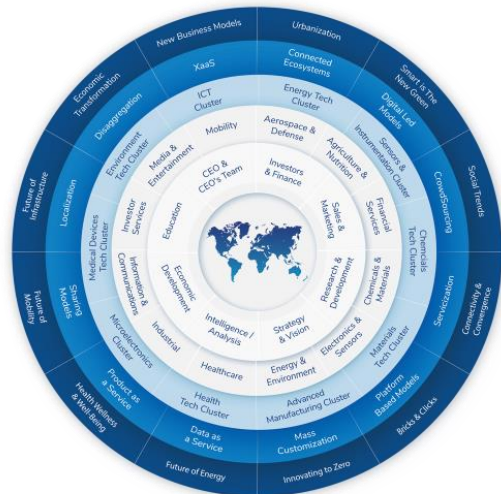 New Business Models
Urbanization
Smart is The
New Green
Social Trends
Connectivity &
Convergence
Bricks & Clicks
Innovating to Zero
Future of Energy
Health Wellness
& Well-Being
Future of
Mobility
Future of
Infrastructure
Economic
Transformation
XaaS
Connected
Ecosystems
Digital Led
Models
CrowdSourcing
Servicization
Platform
Based Models
Mass
Customization
Data as
a Service
Product as
a Service
Sharing
Models
Localization
Disaggregation
ICT
Cluster
Energy Tech
Cluster
Sensors &
Instrumentation Cluster
Chemcials
Tech Cluster
Materials
Tech Cluster
Advanced
Manufacturing Cluster
Health
Tech Cluster
Microelectronics
Cluster
Medical Devices
Tech Cluster
Environment
Tech Cluster
Mobility
Aerospace &
Defense
Agriculture &
Nutrition
Financial
Services
Chemicals &
Materials
Electronics &
Sensors
Energy &
Environment
Healthcare
Industrial
Information &
Communications
Investor
Services
Media &
Entertainment
CEO &
CEO's Team
Investors
& Finance
Sales &
Marketing
Research &
Development
Strategy
& Vision
Intelligence /
Analysis
Economic
Development
Education